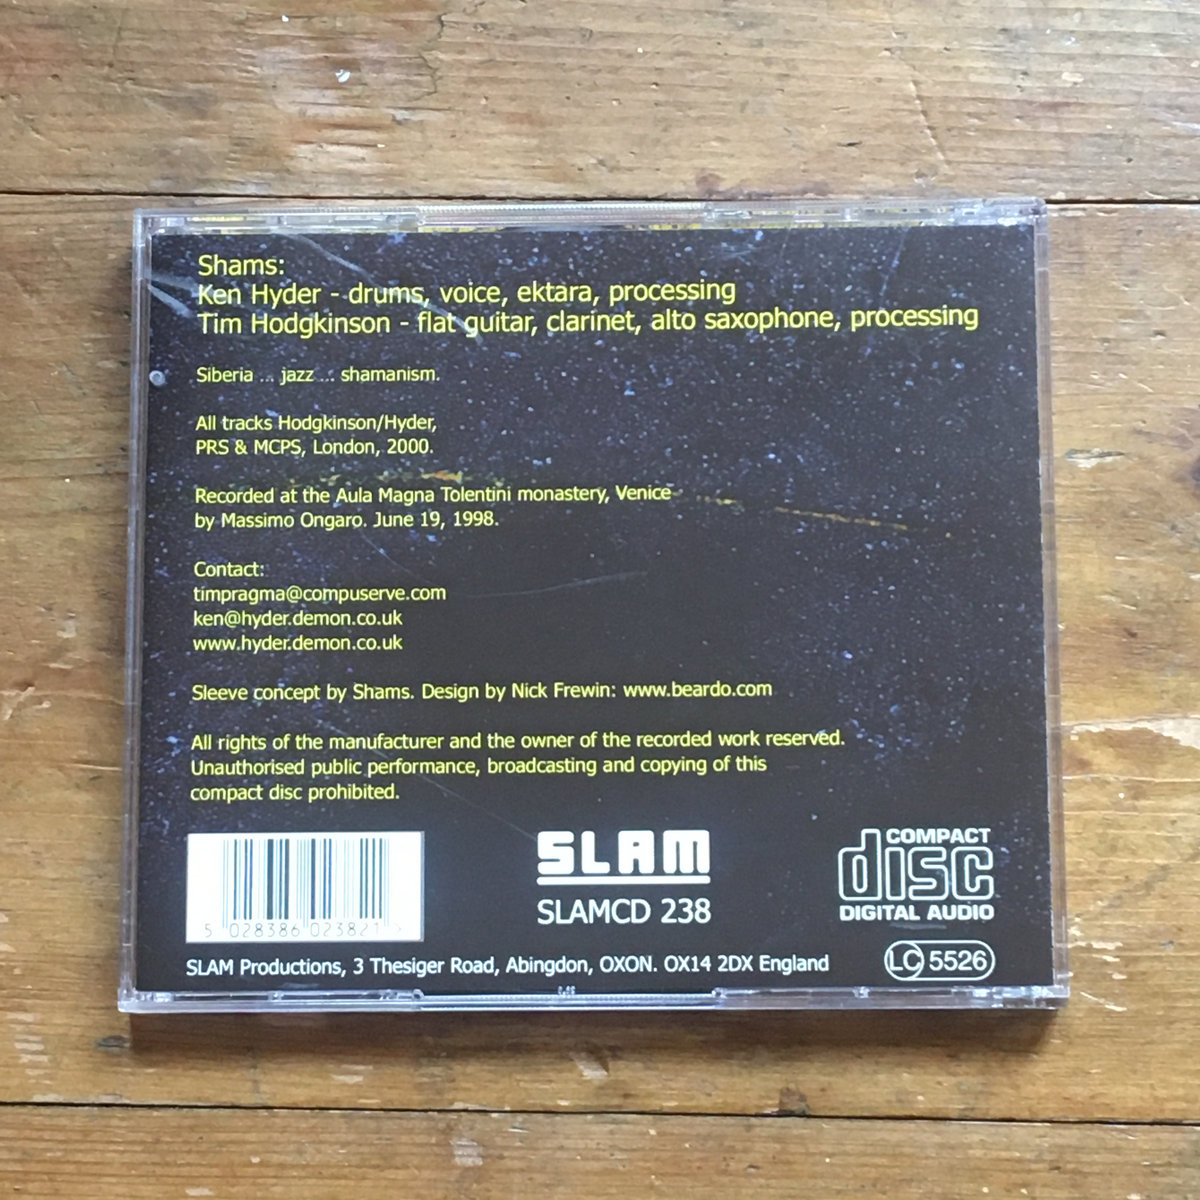 Shams:
Ken Hyder - drums, voice, ektara, processing
Tim Hodgkinson - flat guitar, clarinet, alto saxophone, processing
Siberia ... jazz ... shamanism.
All tracks Hodgkinson/Hyder,
PRS & MCPS, London, 2000.
Recorded at the Aula Magna Tolentini monastery, Venice
by Massimo Ongaro. June 19, 1998.
Contact:
timpragma@compuserve.com
ken@hyder.demon.co.uk
www.hyder.demon.co.uk
Sleeve concept by Shams. Design by Nick Frewin: www.beardo.com
All rights of the manufacturer and the owner of the recorded work reserved.
Unauthorised public performance, broadcasting and copying of this
compact disc prohibited.
5 028386 023821 >
SLAM
SLAMCD 238
COMPACT
disc
DIGITAL AUDIO
SLAM Productions, 3 Thesiger Road, Abingdon, OXON. OX14 2DX England
LC 5526